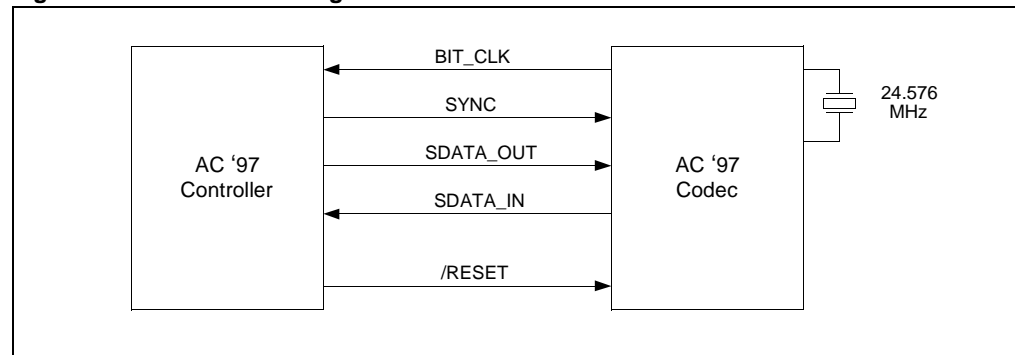 BIT_CLK
SYNC
SDATA_OUT
SDATA_IN
/RESET
AC ‘97
Controller
AC ‘97
Codec
24.576
MHz